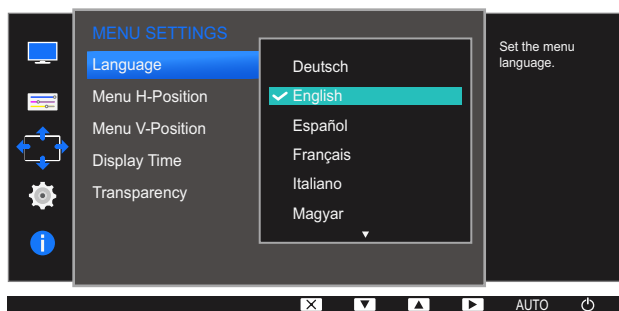 MENU SETTINGS
Language
Menu H-Position
Menu V-Position
Display Time
Transparency
Deutsch
English
Español
Français
Italiano
Magyar
Set the menu
language.
AUTO